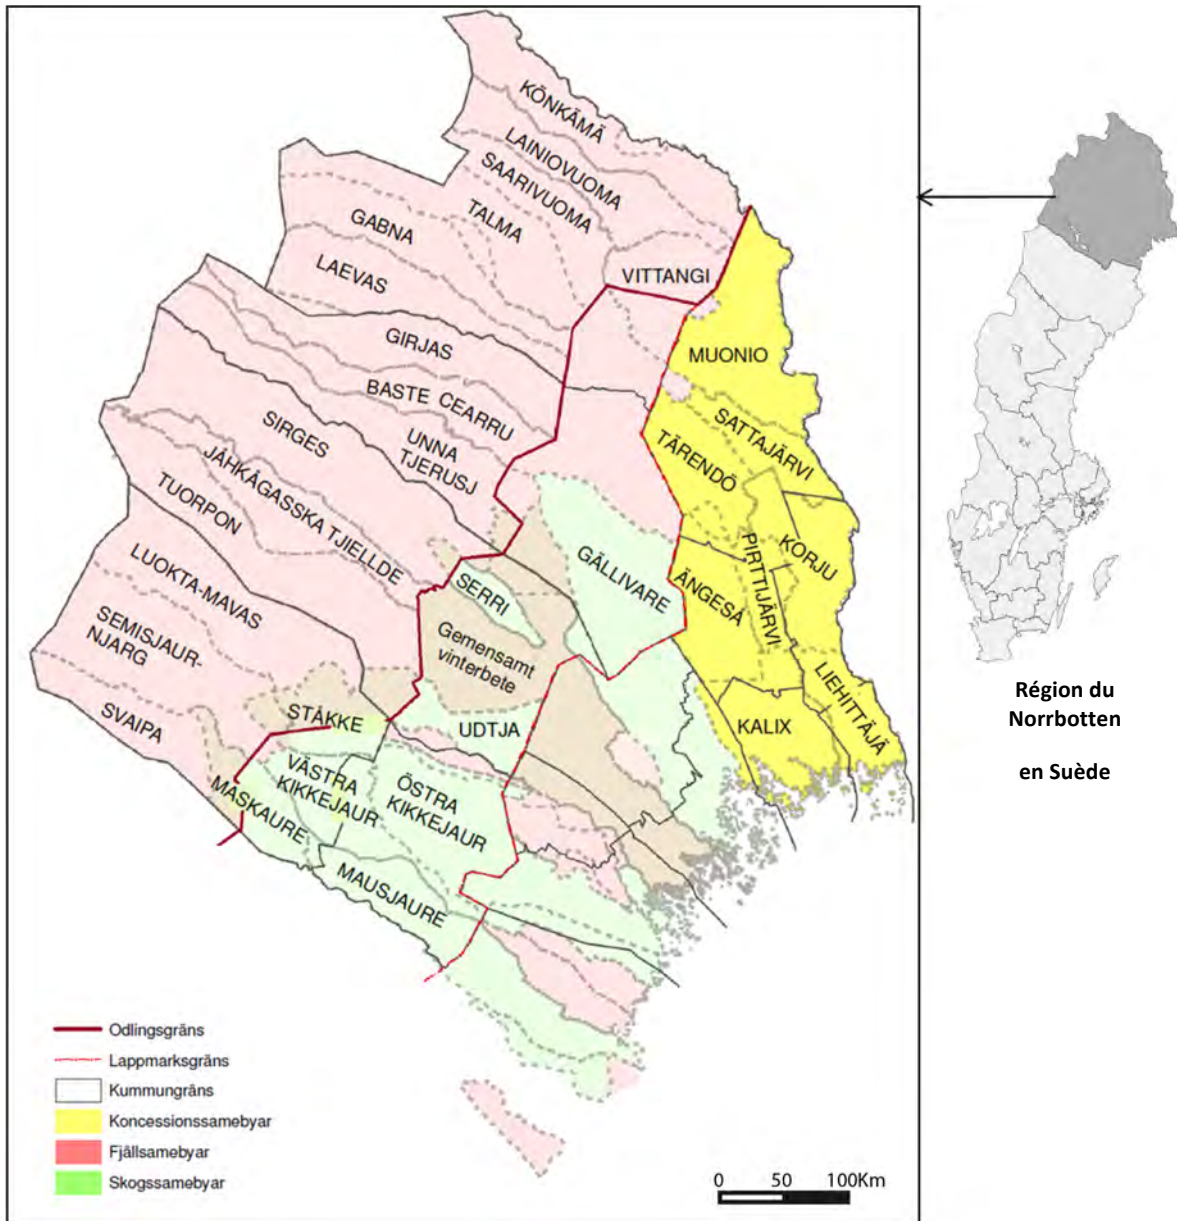 KÖNKÄMÄ
LAINIOVUOMA
SAARIVUOMA
TALMA
GABNA
LAEVAS
VITTANGI
GIRJAS
BASTE CEARRU
UNNA
TJERUSJ
SIRGES
JÄHKÅGASSKA TJIELLDE
TUORPON
LUOKTA-MAVAS
SEMISJAUR-
NJARG
SVAIPA
STÅKKE
MASKAURE
VÄSTRA
KIKKEJAUR
ÖSTRA
KIKKEJAUR
MAUSJAURE
UDTJA
SERRI
Gemensamt
vinterbete
GÄLLIVARE
MUONIO
SATTAJÄRVI
TÄRENDÖ
PIRTTIJÄRVI
KORJU
ÄNGESÅ
KALIX
LIEHITTÄJÄ
Odlingsgräns
Lappmarksgräns
Kummungräns
Koncessionssamebyar
Fjällsamebyar
Skogssamebyar
0 50 100Km
Région du
Norrbotten
en Suède